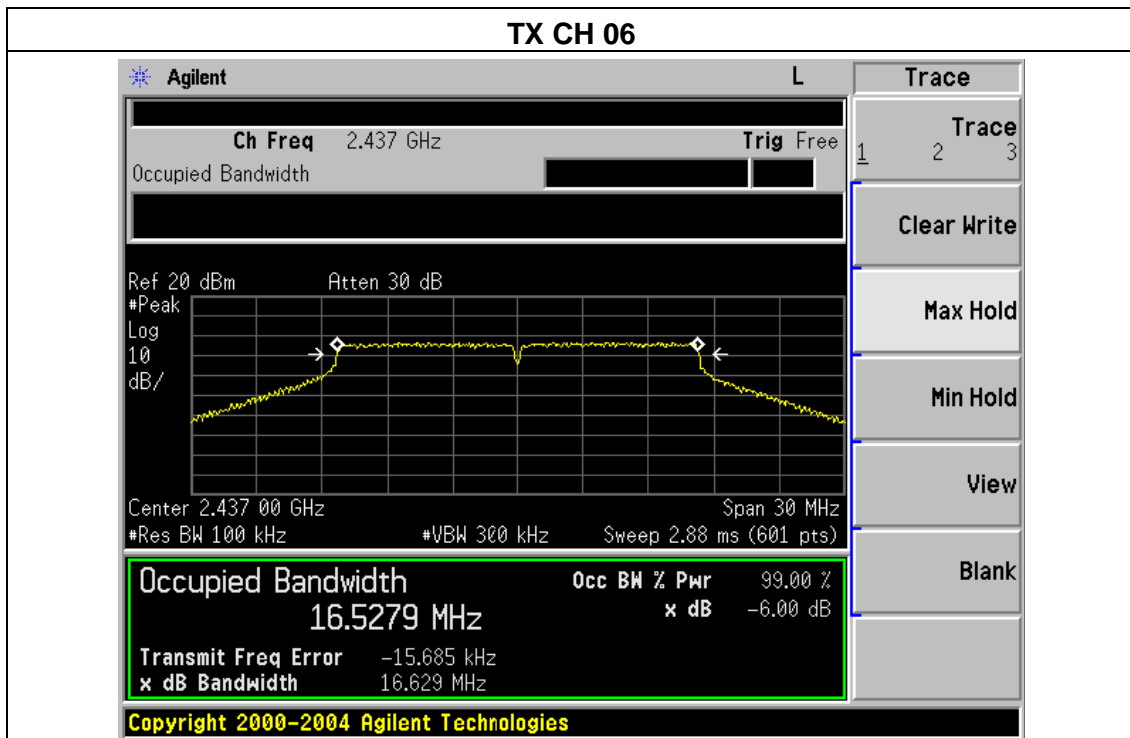 TX CH 06
Agilent L Trace
Ch Freq 2.437 GHz Trig Free
Occupied Bandwidth
Trace
1 2 3
Clear Write
Ref 20 dBm Atten 30 dB
#Peak
Log
10
dB/
Max Hold
Min Hold
View
Center 2.437 00 GHz Span 30 MHz
#Res BW 100 kHz #VBW 300 kHz Sweep 2.88 ms (601 pts)
Occupied Bandwidth Occ BW % Pwr 99.00 %
16.5279 MHz x dB -6.00 dB
Blank
Transmit Freq Error -15.685 kHz
x dB Bandwidth 16.629 MHz
Copyright 2000-2004 Agilent Technologies